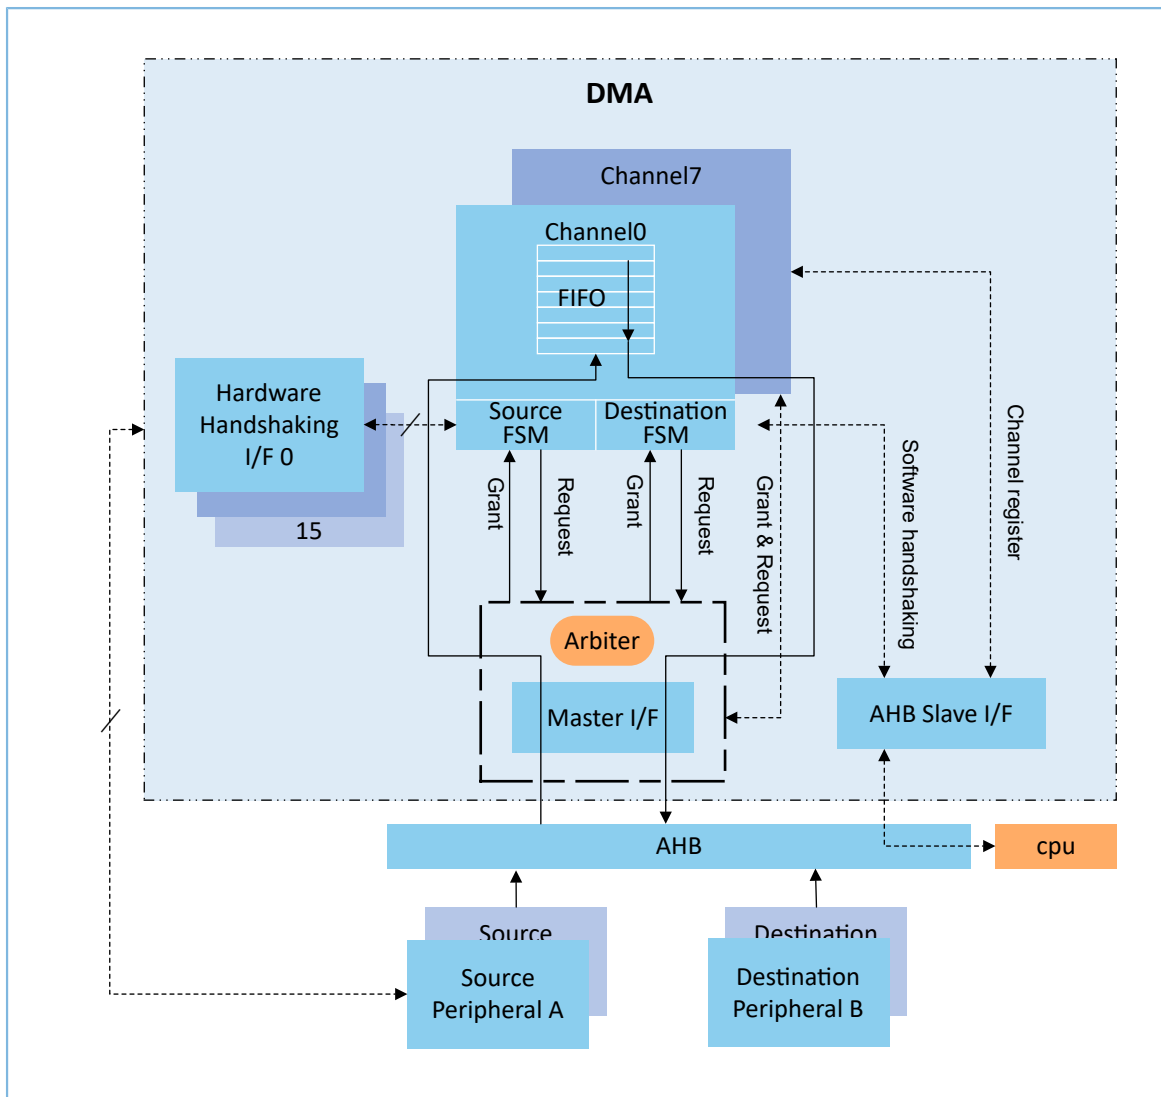 DMA
Channel7
Channel0
FIFO
Hardware
Handshaking
I/F 0
15
Source
FSM
Destination
FSM
Grant
Request
Grant
Request
Grant & Request
Software handshaking
Channel register
Arbiter
Master I/F
AHB Slave I/F
AHB
cpu
Source
Source
Peripheral A
Destination
Destination
Peripheral B